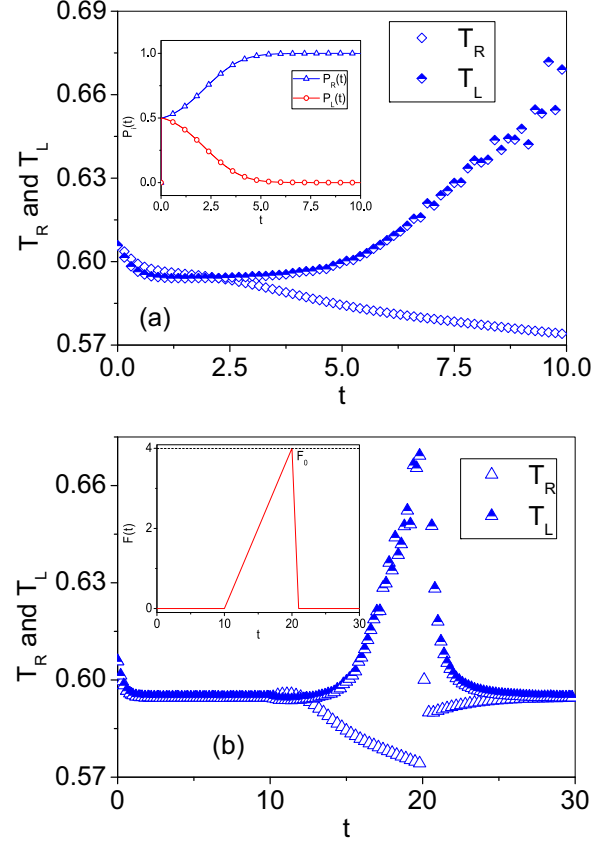 0.69
0.66
0.63
0.60
0.57
T_R and T_L
0.0 2.5 5.0 7.5 10.0
t
(a)
T_R
T_L
1.0
0.5
0.0
P_i(t)
0.0 2.5 5.0 7.5 10.0
t
P_R(t)
P_L(t)
0.66
0.63
0.60
0.57
T_R and T_L
0 10 20 30
t
(b)
T_R
T_L
4
2
0
F(t)
0 10 20 30
t
F_0